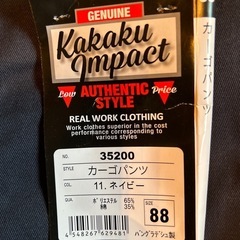 GENUINE
Kakaku
Impact
Low AUTHENTIC Price
STYLE
REAL WORK CLOTHING
Work clothes superior in the cost
performance corresponding to
various styles
NO. 35200
STYLE カーゴパンツ
COL 11. ネイビー
ポリエステル 65%
綿 35%
SIZE 88
4548267629481
バングラデシュ製
カーゴパンツ